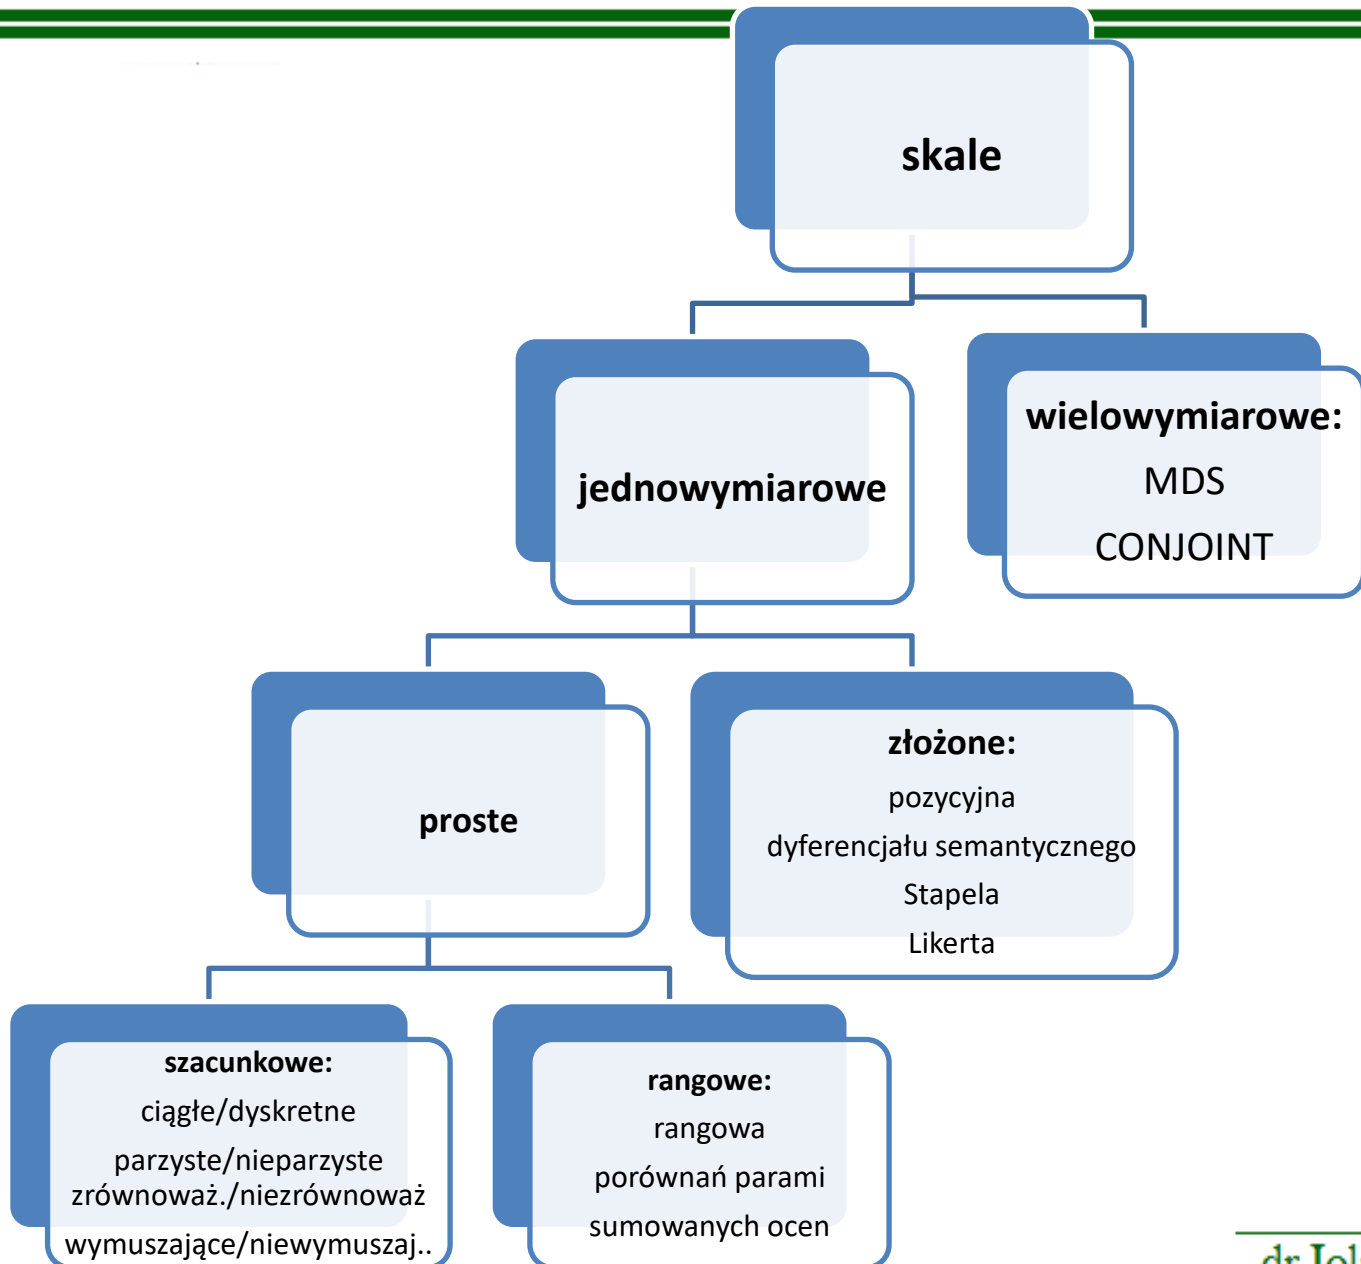 skale
jednowymiarowe
wielowymiarowe:
MDS
CONJOINT
proste
złożone:
pozycyjna
dyferencjału semantycznego
Stapela
Likerta
szacunkowe:
ciągłe/dyskretne
parzyste/nieparzyste
zrównoważ./niezrównoważ
wymuszające/niewymuszaj..
rangowe:
rangowa
porównań parami
sumowanych ocen
dr